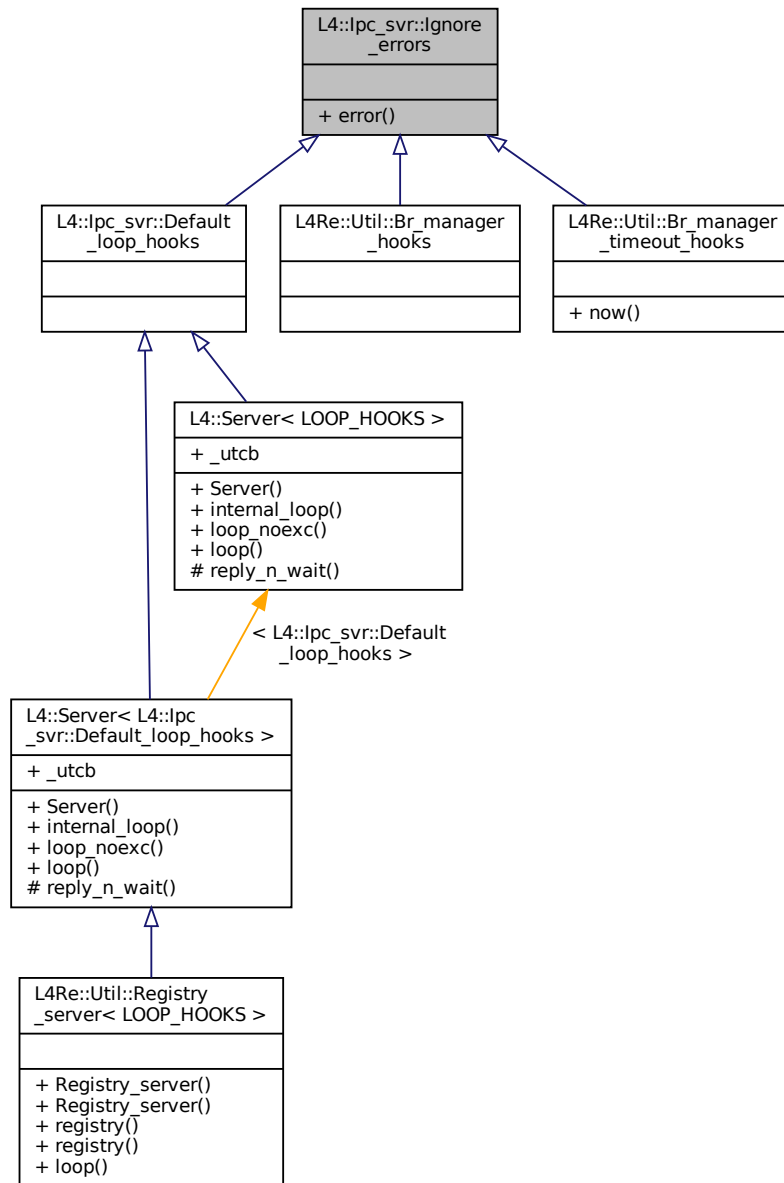 L4::Ipc_svr::Ignore
_errors
+ error()
L4::Ipc_svr::Default
_loop_hooks
L4Re::Util::Br_manager
_hooks
L4Re::Util::Br_manager
_timeout_hooks
+ now()
L4::Server< LOOP_HOOKS >
+ _utcb
+ Server()
+ internal_loop()
+ loop_noexc()
+ loop()
# reply_n_wait()
< L4::Ipc_svr::Default
_loop_hooks >
L4::Server< L4::Ipc
_svr::Default_loop_hooks >
+ _utcb
+ Server()
+ internal_loop()
+ loop_noexc()
+ loop()
# reply_n_wait()
L4Re::Util::Registry
_server< LOOP_HOOKS >
+ Registry_server()
+ Registry_server()
+ registry()
+ registry()
+ loop()